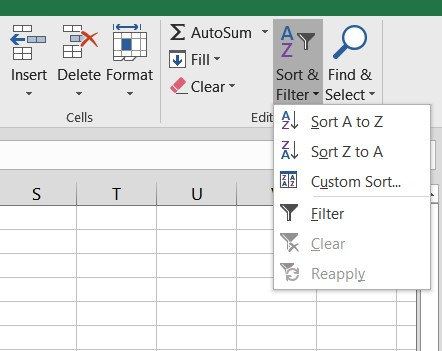 Insert
Delete
Format
Cells
AutoSum
Fill
Clear
Sort &
Filter
Find &
Select
Sort A to Z
Sort Z to A
Custom Sort...
Filter
Clear
Reapply
S
T
U